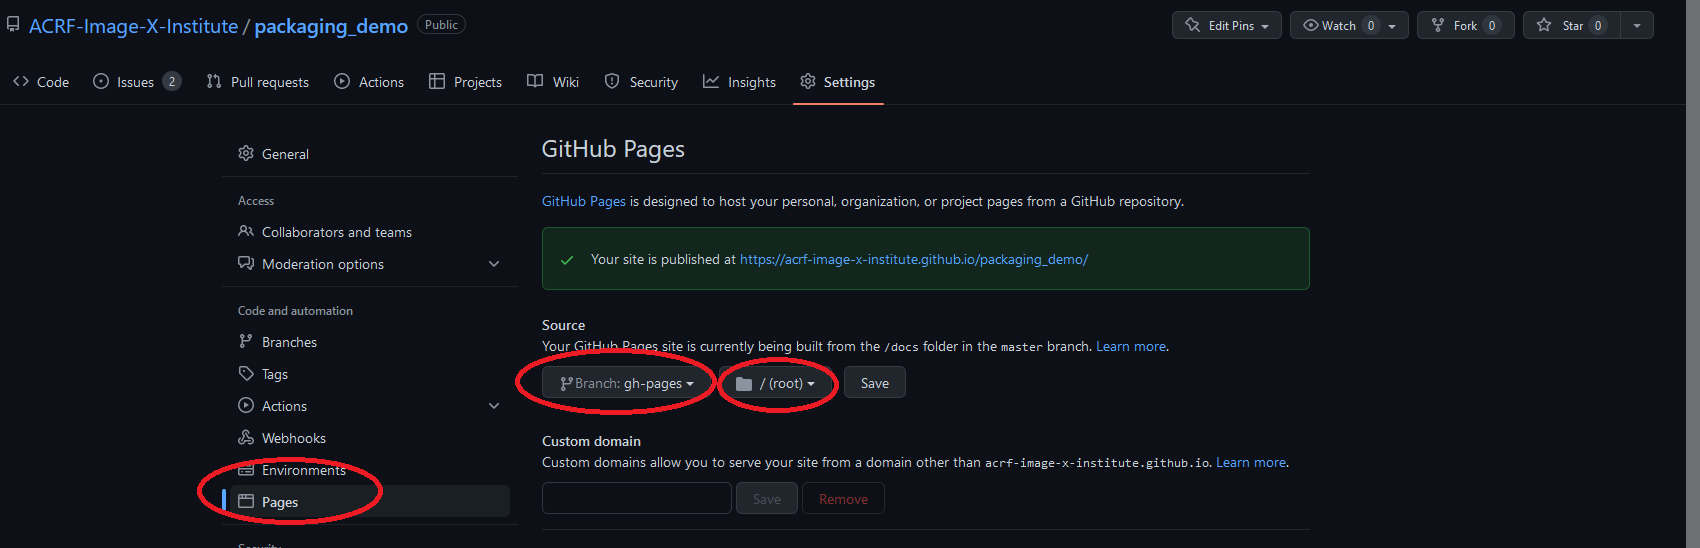 ACRF-Image-X-Institute / packaging_demo Public
Edit Pins Watch 0 Fork 0 Star 0
Code Issues 2 Pull requests Actions Projects Wiki Security Insights Settings
General
Access
Collaborators and teams
Moderation options
Code and automation
Branches
Tags
Actions
Webhooks
Environments
Pages
Security
GitHub Pages
GitHub Pages is designed to host your personal, organization, or project pages from a GitHub repository.
Your site is published at https://acrf-image-x-institute.github.io/packaging_demo/
Source
Your GitHub Pages site is currently being built from the /docs folder in the master branch. Learn more.
Branch: gh-pages / (root) Save
Custom domain
Custom domains allow you to serve your site from a domain other than acrf-image-x-institute.github.io. Learn more.
Save Remove